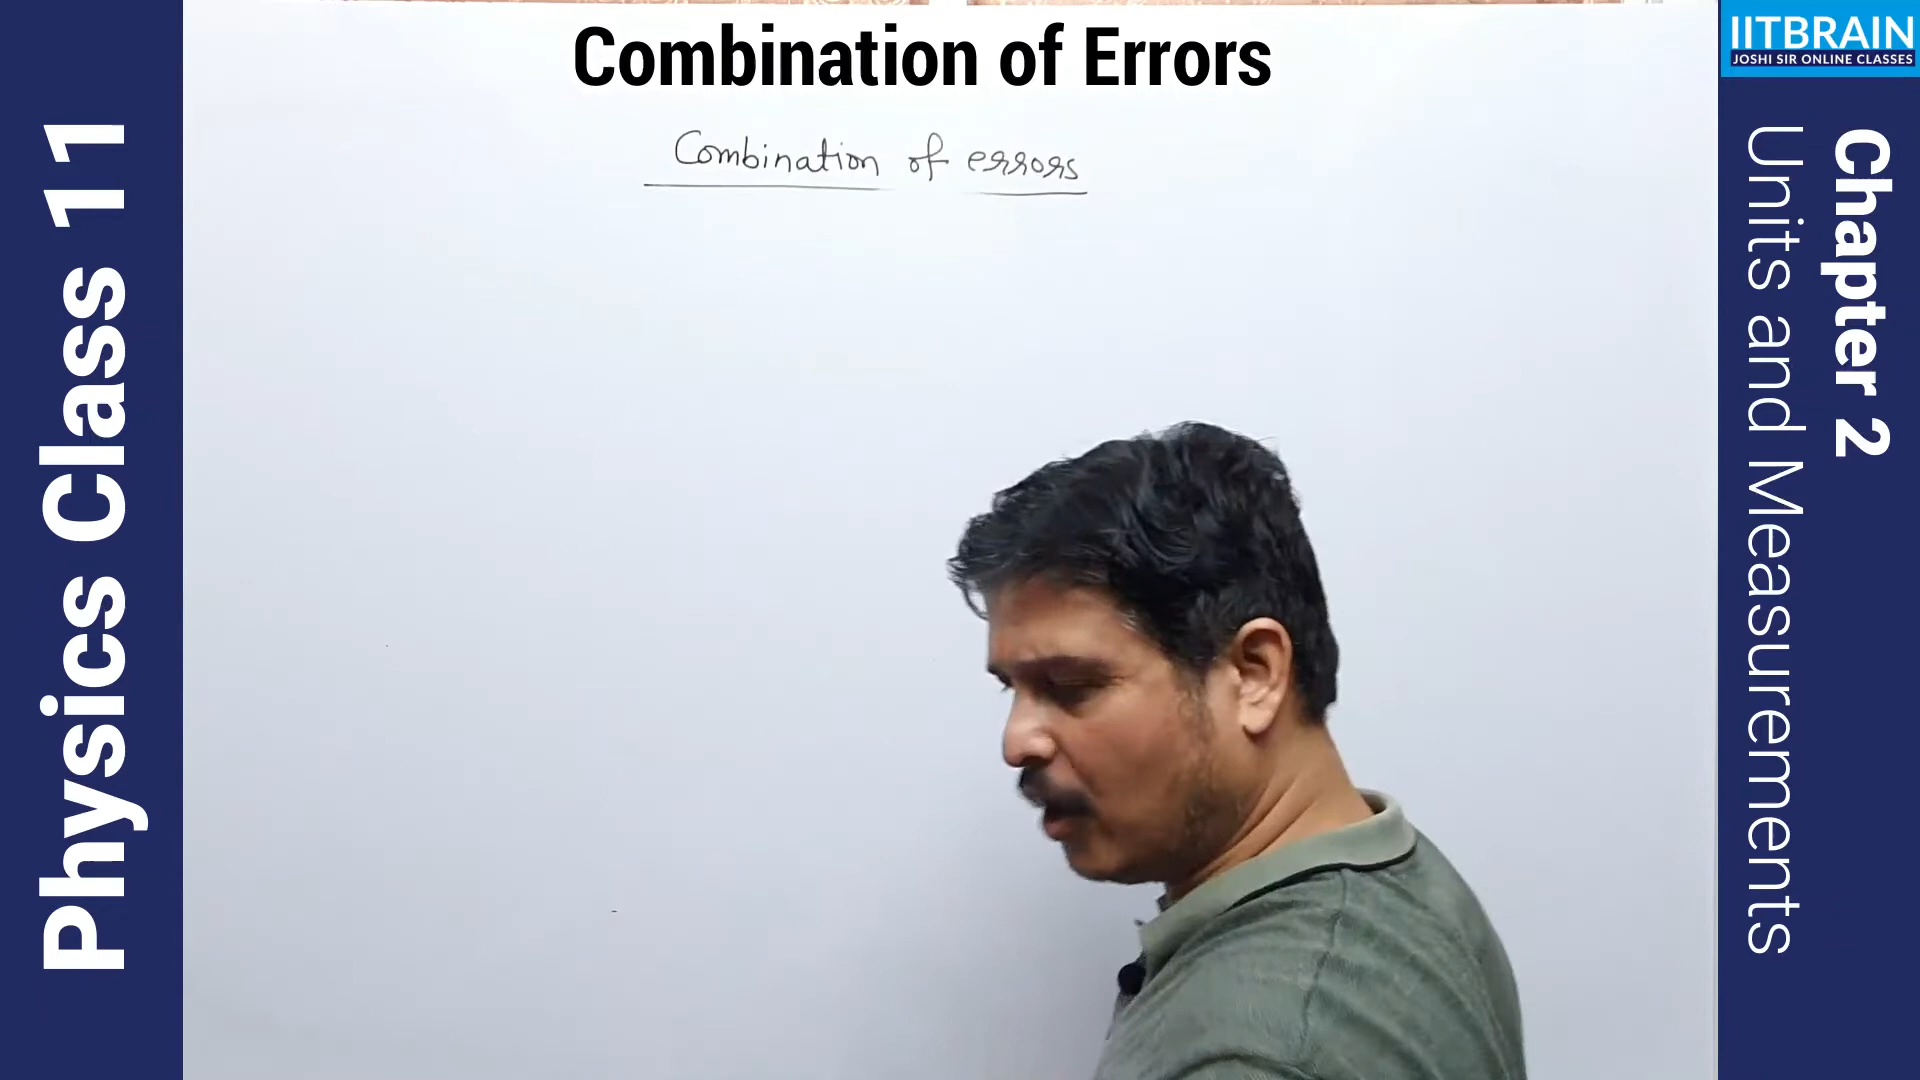 Combination of Errors
IITBRAIN
JOSHI SIR ONLINE CLASSES
Combination of errors
Physics Class 11
Chapter 2
Units and Measurements